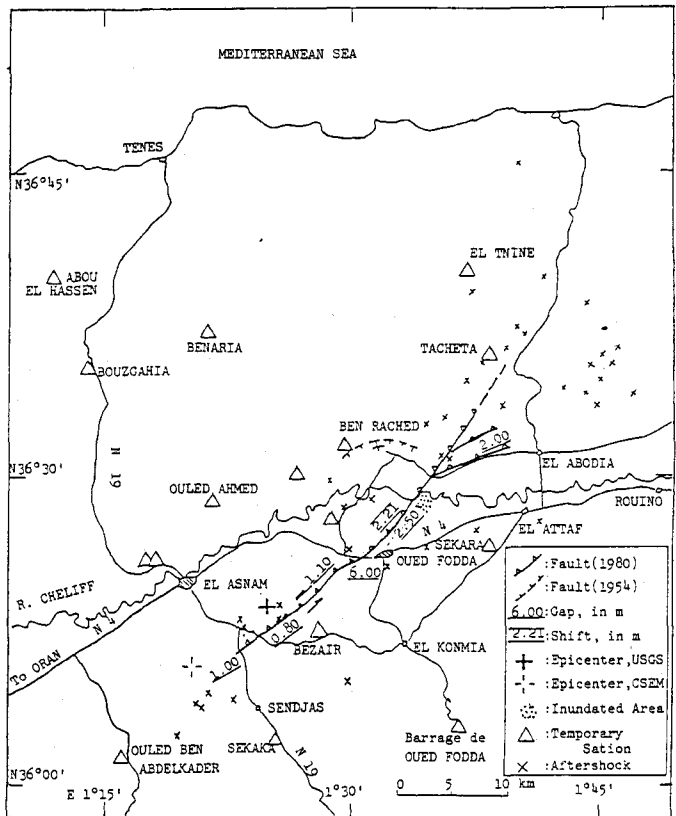 MEDITERRANEAN SEA
TENES
N36°45'
EL TNINE
ABOU
EL HASSEN
BENARIA
TACHETA
BOUZGAHIA
BEN RACHED
2.00
N 19
EL ABODIA
N36°30'
OULED AHMED
ROUINO
2.21
2.50
N 4
EL ATTAF
SEKARA
OUED FODDA
6.00
1.10
EL ASNAM
R. CHELIFF
N 4
To ORAN
0.80
BEZAIR
EL KONMIA
1.00
SENDJAS
OULED BEN
ABDELKADER
SEKAKA
N 19
Barrage de
OUED FODDA
N36°00'
E 1°15'
1°30'
0 5 10
km
1°45'
:Fault(1980)
:Fault(1954)
6.00:Gap, in m
2.21:Shift, in m
:Epicenter,USGS
:Epicenter,CSEM
:Inundated Area
:Temporary
Sation
:Aftershock